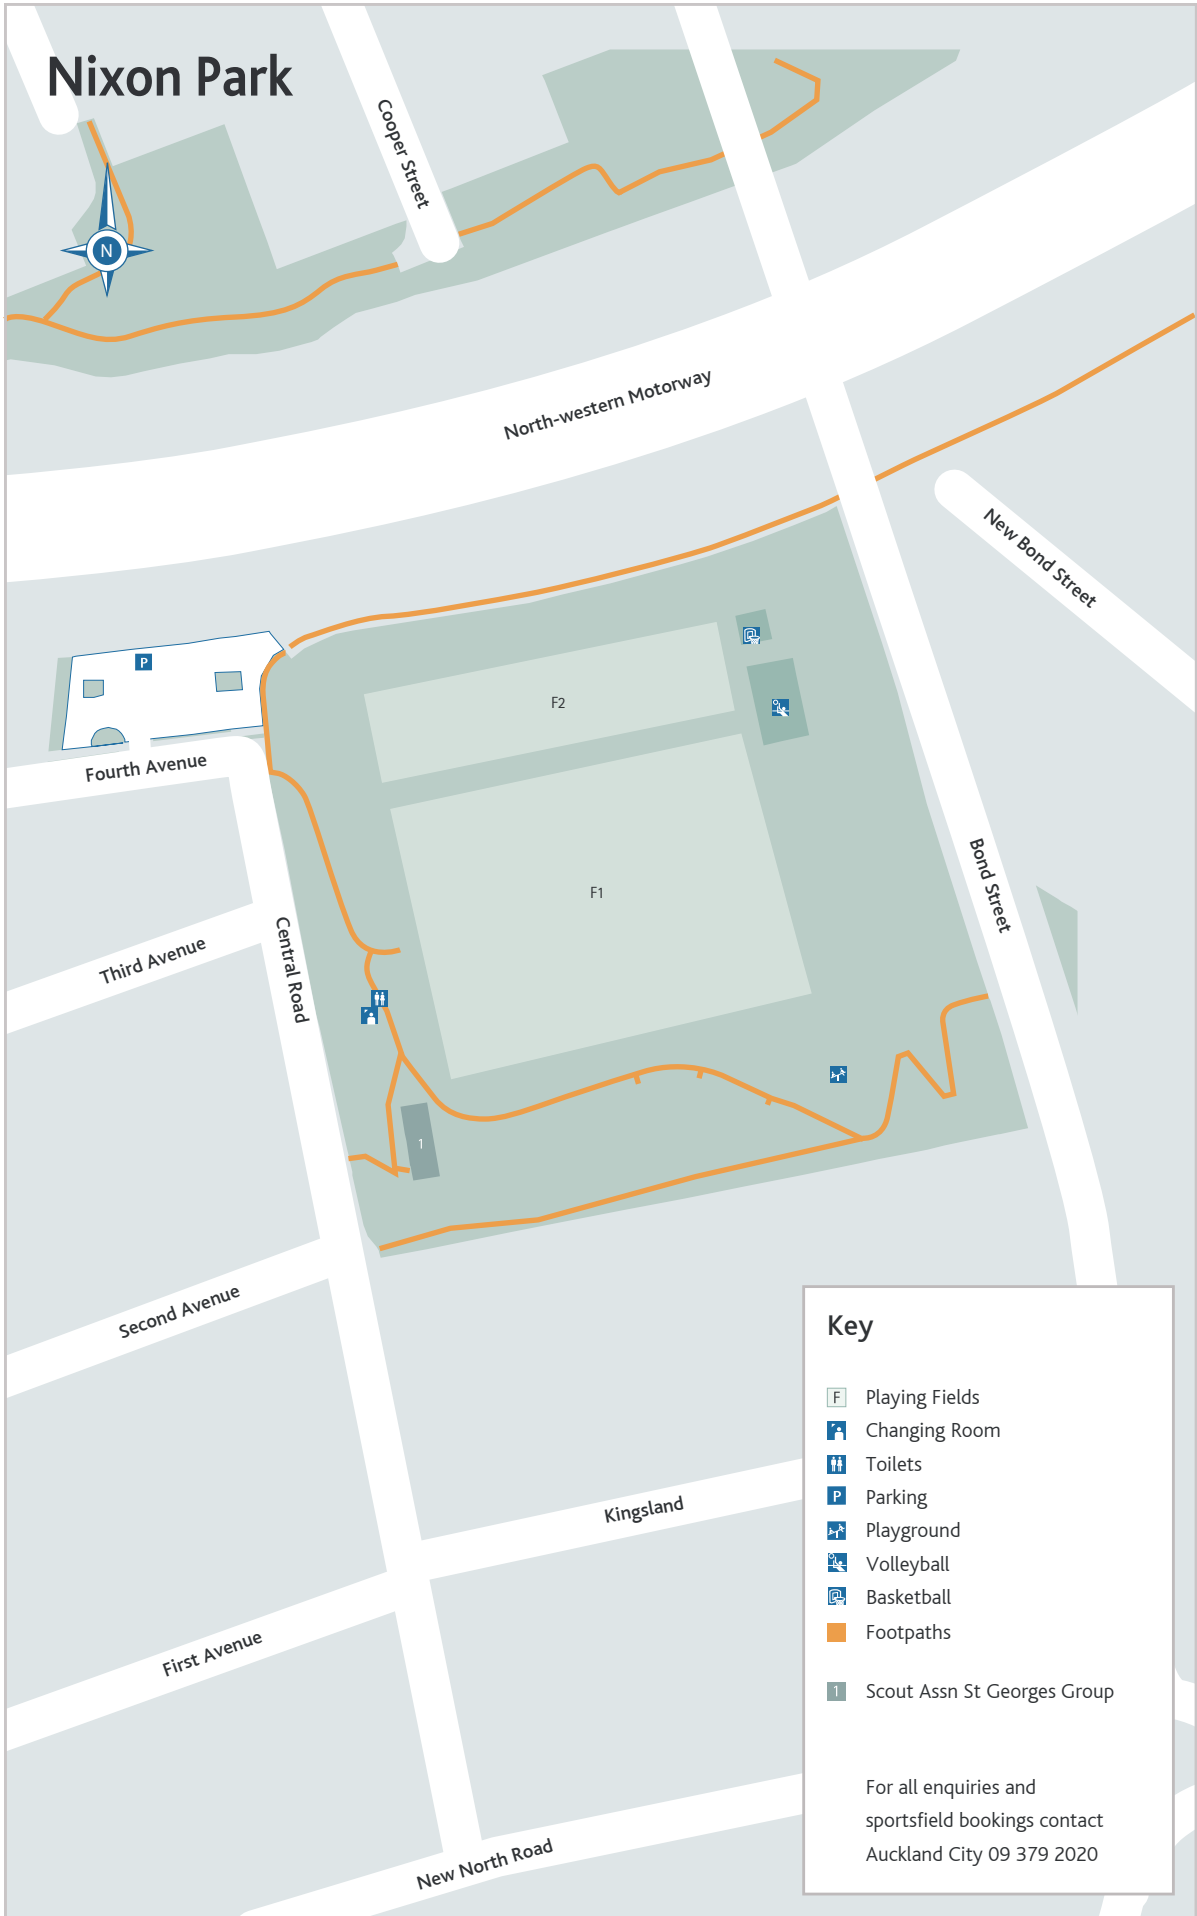 Nixon Park
Cooper Street
N
North-western Motorway
New Bond Street
P
F2
Fourth Avenue
F1
Bond Street
Third Avenue
Central Road
1
Second Avenue
Key
F Playing Fields
Changing Room
Toilets
P Parking
Playground
Volleyball
Basketball
Footpaths
1 Scout Assn St Georges Group
Kingsland
First Avenue
For all enquiries and
sportsfield bookings contact
Auckland City 09 379 2020
New North Road